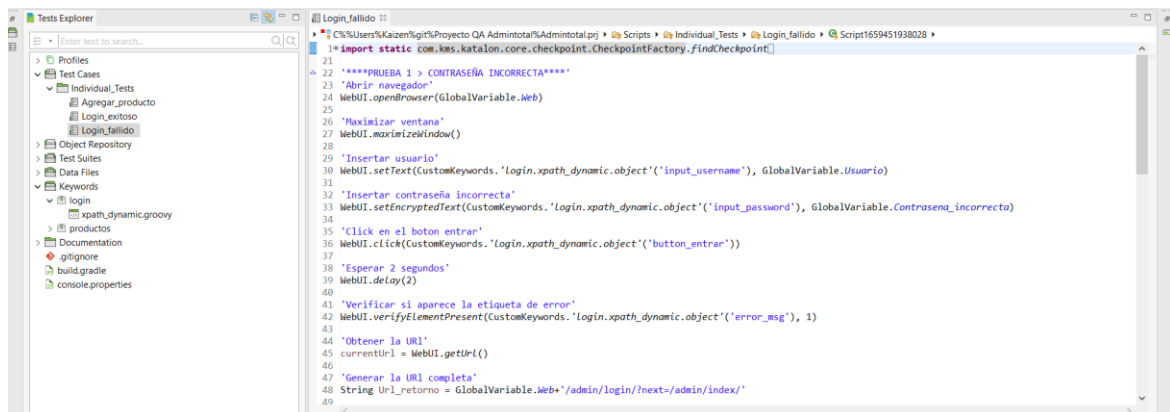 Tests Explorer
Enter text to search...
Profiles
Test Cases
Individual_Tests
Agregar_producto
Login_exitoso
Login_fallido
Object Repository
Test Suites
Data Files
Keywords
login
xpath_dynamic.groovy
productos
Documentation
.gitignore
build.gradle
console.properties
Login_fallido
C%%Users%Kaizen%git%Proyecto QA Admintotal%Admintotal.prj Scripts Individual_Tests Login_fallido Script1659451938028
1 import static com.kms.katalon.core.checkpoint.CheckpointFactory.findCheckpoint
21
22 '****PRUEBA 1 > CONTRASEÑA INCORRECTA****'
23 'Abrir navegador'
24 WebUI.openBrowser(GlobalVariable.Web)
25
26 'Maximizar ventana'
27 WebUI.maximizeWindow()
28
29 'Insertar usuario'
30 WebUI.setText(CustomKeywords.'login.xpath_dynamic.object'('input_username'), GlobalVariable.Usuario)
31
32 'Insertar contraseña incorrecta'
33 WebUI.setEncryptedText(CustomKeywords.'login.xpath_dynamic.object'('input_password'), GlobalVariable.Contrasena_incorrecta)
34
35 'Click en el boton entrar'
36 WebUI.click(CustomKeywords.'login.xpath_dynamic.object'('button_entrar'))
37
38 'Esperar 2 segundos'
39 WebUI.delay(2)
40
41 'Verificar si aparece la etiqueta de error'
42 WebUI.verifyElementPresent(CustomKeywords.'login.xpath_dynamic.object'('error_msg'), 1)
43
44 'Obtener la URl'
45 currentUrl = WebUI.getUrl()
46
47 'Generar la URl completa'
48 String Url_retorno = GlobalVariable.Web+'/admin/login/?next=/admin/index/'
49